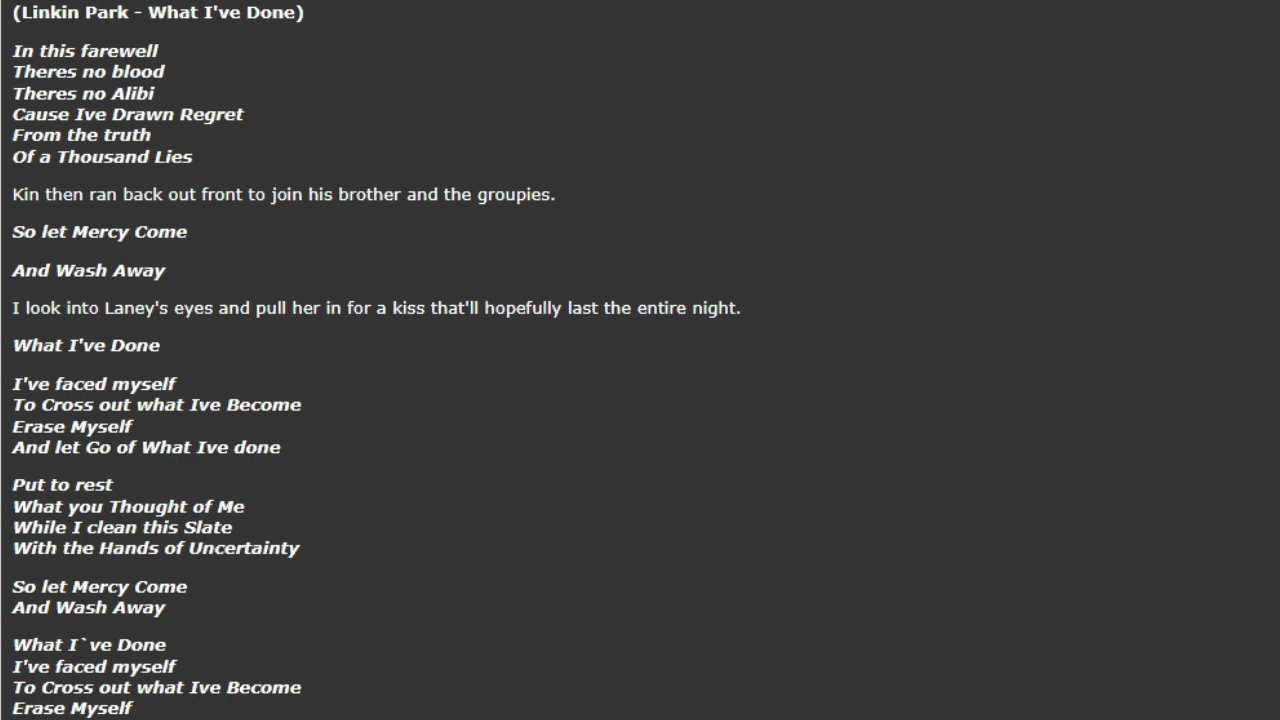 (Linkin Park - What I've Done)
In this farewell
Theres no blood
Theres no Alibi
Cause Ive Drawn Regret
From the truth
Of a Thousand Lies
Kin then ran back out front to join his brother and the groupies.
So let Mercy Come
And Wash Away
I look into Laney's eyes and pull her in for a kiss that'll hopefully last the entire night.
What I've Done
I've faced myself
To Cross out what Ive Become
Erase Myself
And let Go of What Ive done
Put to rest
What you Thought of Me
While I clean this Slate
With the Hands of Uncertainty
So let Mercy Come
And Wash Away
What I`ve Done
I've faced myself
To Cross out what Ive Become
Erase Myself